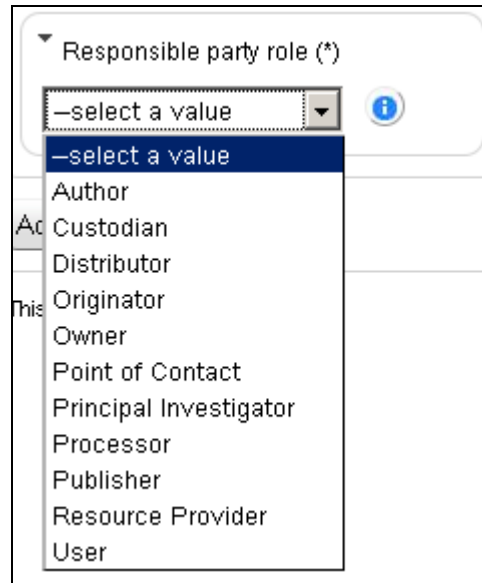 Responsible party role (*)
–select a value
–select a value
Author
Custodian
Distributor
Originator
Owner
Point of Contact
Principal Investigator
Processor
Publisher
Resource Provider
User
This